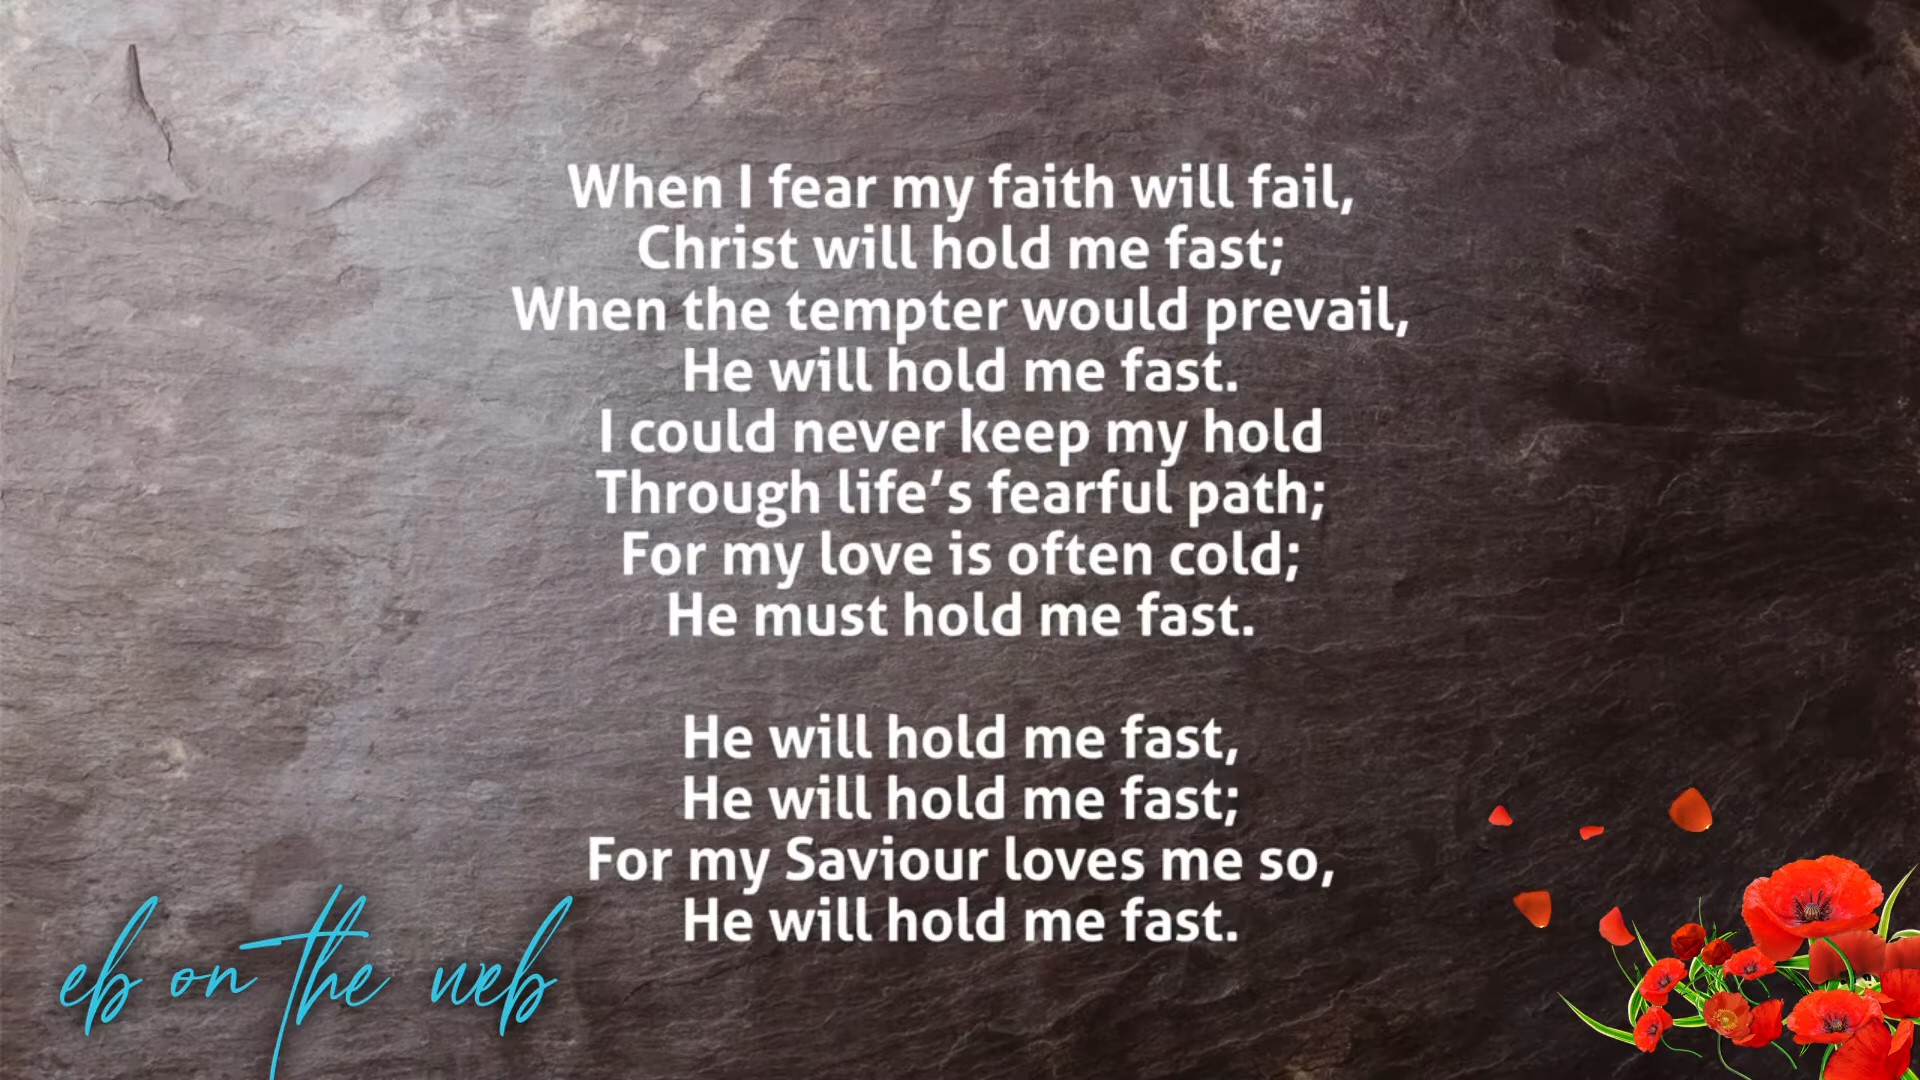 When I fear my faith will fail,
Christ will hold me fast;
When the tempter would prevail,
He will hold me fast.
I could never keep my hold
Through life’s fearful path;
For my love is often cold;
He must hold me fast.
He will hold me fast,
He will hold me fast;
For my Saviour loves me so,
He will hold me fast.
eb on the web